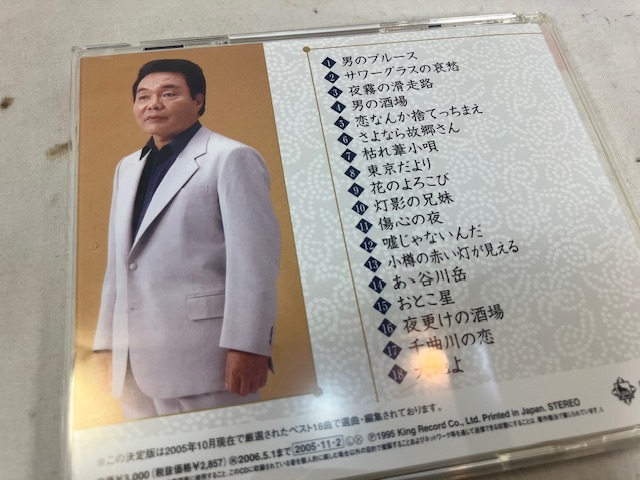 1 男のブルース
2 サワーグラスの哀愁
3 夜霧の滑走路
4 男の酒場
5 恋なんか捨てっちまえ
6 さよなら故郷さん
7 枯れ葦小唄
8 東京だより
9 花のよろこび
10 灯影の兄妹
11 傷心の夜
12 嘘じゃないんだ
13 小樽の赤い灯が見える
14 あゝ谷川岳
15 おとこ星
16 夜更けの酒場
17 千曲川の恋
18 よ
※この決定版は2005年10月現在で厳選されたベスト18曲で選曲・編集されております。
¥3,000(税抜価格¥2,857) 2006.5.1まで 2005-11-2 Ⓟ1995 King Record Co., Ltd. Printed in Japan. STEREO